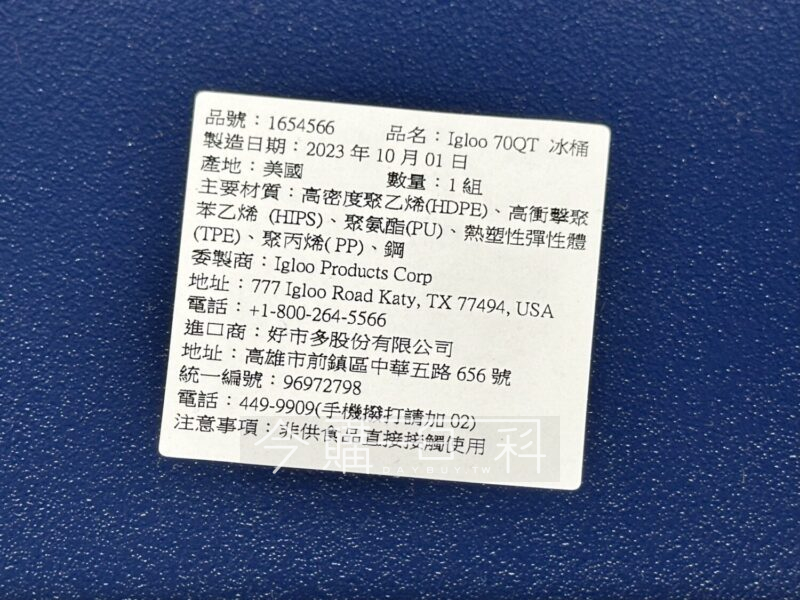 品號：1654566 品名：Igloo 70QT 冰桶
製造日期：2023 年 10 月 01 日
產地：美國 數量：1 組
主要材質：高密度聚乙烯(HDPE)、高衝擊聚
苯乙烯 (HIPS)、聚氨酯(PU)、熱塑性彈性體
(TPE)、聚丙烯( PP)、鋼
委製商：Igloo Products Corp
地址：777 Igloo Road Katy, TX 77494, USA
電話：+1-800-264-5566
進口商：好市多股份有限公司
地址：高雄市前鎮區中華五路 656 號
統一編號：96972798
電話：449-9909(手機撥打請加 02)
注意事項：非供食品直接接觸使用
今購百科
DAYBUY.TW